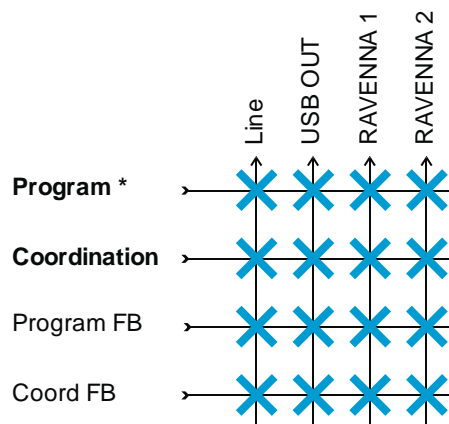 Line
USB OUT
RAVENNA 1
RAVENNA 2
Program *
Coordination
Program FB
Coord FB